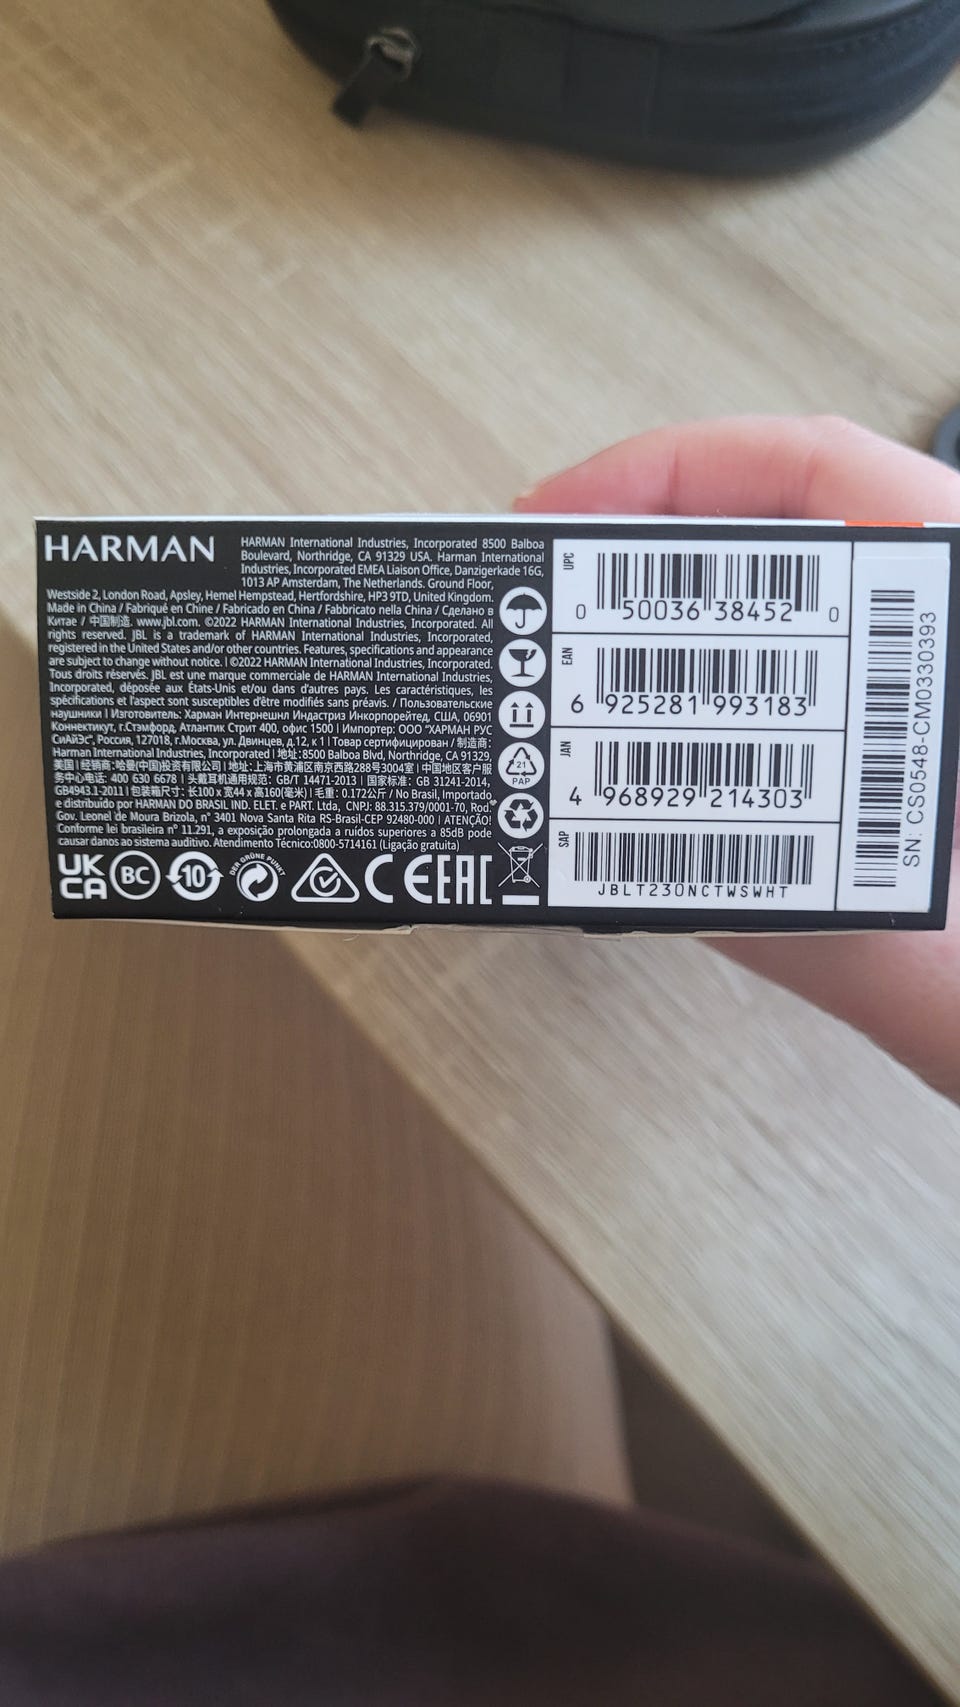 HARMAN
HARMAN International Industries, Incorporated 8500 Balboa
Boulevard, Northridge, CA 91329 USA. Harman International
Industries, Incorporated EMEA Liaison Office, Danzigerkade 16G,
1013 AP Amsterdam, The Netherlands. Ground Floor,
Westside 2, London Road, Apsley, Hemel Hempstead, Hertfordshire, HP3 9TD, United Kingdom.
Made in China / Fabriqué en Chine / Fabricado en China / Fabbricato nella China / Сделано в
Китае / 中国制造. www.jbl.com. ©2022 HARMAN International Industries, Incorporated. All
rights reserved. JBL is a trademark of HARMAN International Industries, Incorporated,
registered in the United States and/or other countries. Features, specifications and appearance
are subject to change without notice. | ©2022 HARMAN International Industries, Incorporated.
Tous droits réservés. JBL est une marque commerciale de HARMAN International Industries,
Incorporated, déposée aux États-Unis et/ou dans d'autres pays. Les caractéristiques, les
spécifications et l'aspect sont susceptibles d'être modifiés sans préavis. / Пользовательские
наушники | Изготовитель: Харман Интернешнл Индастриз Инкорпорейтед, США, 06901
Коннектикут, г.Стэмфорд, Атлантик Стрит 400, офис 1500 | Импортер: ООО "ХАРМАН РУС
СиАйЭс", Россия, 127018, г.Москва, ул. Двинцев, д.12, к 1 | Товар сертифицирован / 制造商:
Harman International Industries, Incorporated | 地址:8500 Balboa Blvd, Northridge, CA 91329,
美国 | 经销商: 哈曼(中国)投资有限公司 | 地址:上海市黄浦区南京西路288号3004室 | 中国地区客户服
务中心电话: 400 630 6678 | 头戴耳机通用规范: GB/T 14471-2013 | 国家标准: GB 31241-2014,
GB4943.1-2011 | 包装箱尺寸: 长100 x 宽44 x 高160(毫米) | 毛重: 0.172公斤 / No Brasil, Importado
e distribuído por HARMAN DO BRASIL IND. ELET. e PART. Ltda, CNPJ: 88.315.379/0001-70, Rod.
Gov. Leonel de Moura Brizola, n° 3401 Nova Santa Rita RS-Brasil-CEP 92480-000 | ATENÇÃO!
Conforme lei brasileira n° 11.291, a exposição prolongada a ruídos superiores a 85dB pode
causar danos ao sistema auditivo. Atendimento Técnico:0800-5714161 (Ligação gratuita)
UK
CA
BC
10
DER GRÜNE PUNKT
CE
EAC
21
PAP
UPC
0 50036 38452 0
EAN
6 925281 993183
JAN
4 968929 214303
SAP
JBLT230NCTWSWHT
SN: CS0548-CM0330393